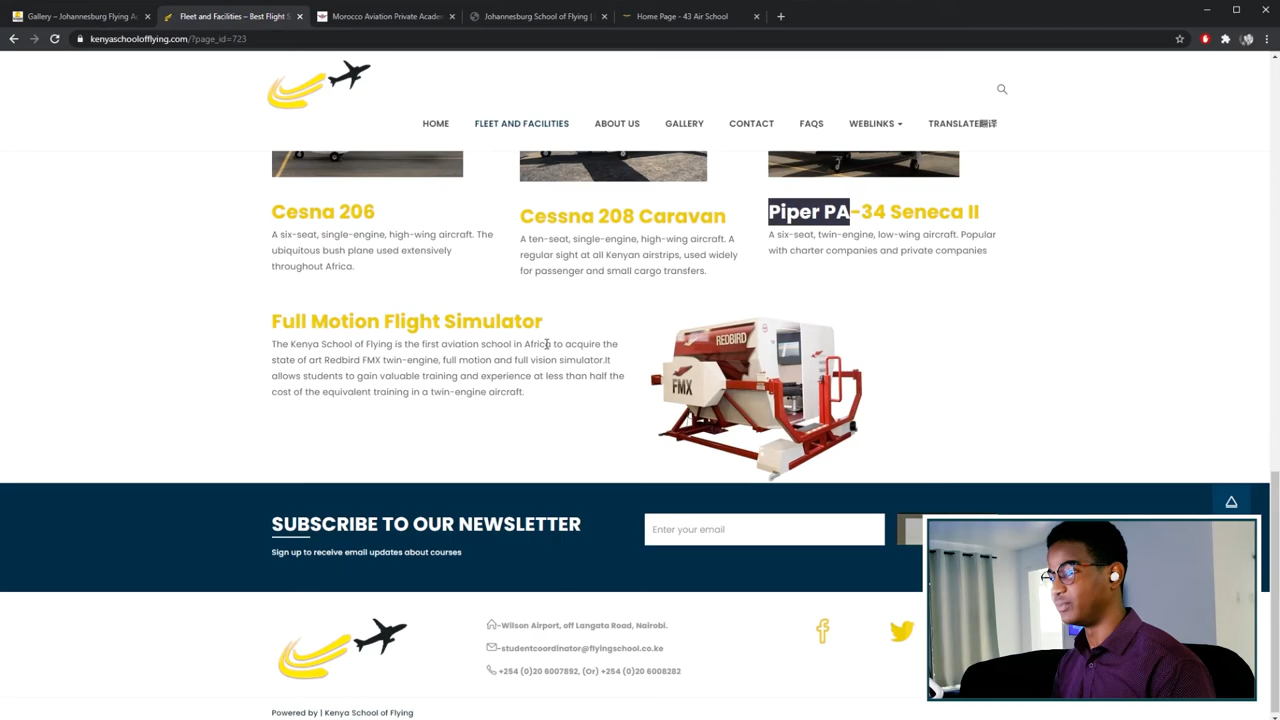 Gallery – Johannesburg Flying Ac
Fleet and Facilities – Best Flight S
Morocco Aviation Private Acade
Johannesburg School of Flying |
Home Page - 43 Air School
kenyaschoolofflying.com/?page_id=723
HOME FLEET AND FACILITIES ABOUT US GALLERY CONTACT FAQS WEBLINKS TRANSLATE翻译
Cesna 206
A six-seat, single-engine, high-wing aircraft. The
ubiquitous bush plane used extensively
throughout Africa.
Cessna 208 Caravan
A ten-seat, single-engine, high-wing aircraft. A
regular sight at all Kenyan airstrips, used widely
for passenger and small cargo transfers.
Piper PA-34 Seneca II
A six-seat, twin-engine, low-wing aircraft. Popular
with charter companies and private companies
Full Motion Flight Simulator
The Kenya School of Flying is the first aviation school in Africa to acquire the
state of art Redbird FMX twin-engine, full motion and full vision simulator.It
allows students to gain valuable training and experience at less than half the
cost of the equivalent training in a twin-engine aircraft.
REDBIRD
FMX
SUBSCRIBE TO OUR NEWSLETTER
Sign up to receive email updates about courses
Enter your email
-Wilson Airport, off Langata Road, Nairobi.
-studentcoordinator@flyingschool.co.ke
+254 (0)20 6007892, (Or) +254 (0)20 6008282
Powered by | Kenya School of Flying